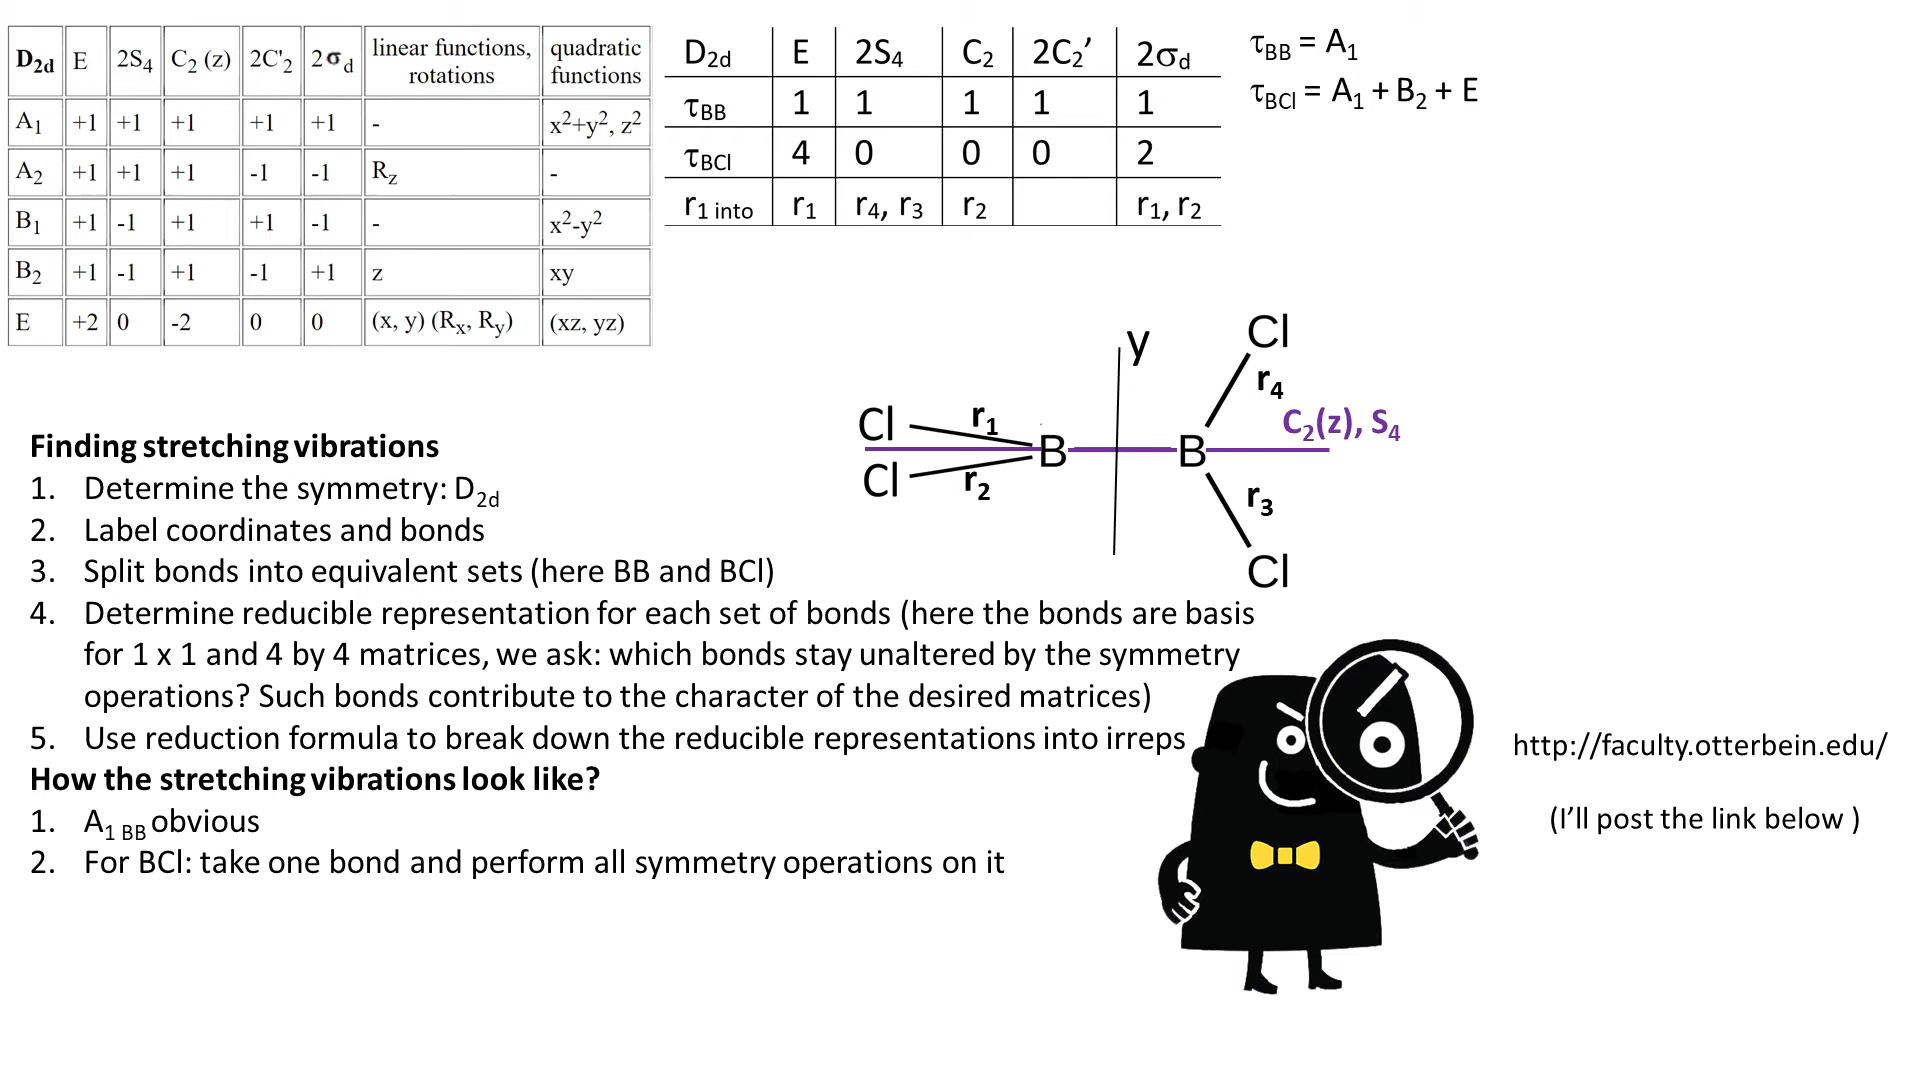 D2d E 2S4 C2 (z) 2C'2 2σd linear functions, rotations quadratic functions
A1 +1 +1 +1 +1 +1 - x²+y², z²
A2 +1 +1 +1 -1 -1 Rz -
B1 +1 -1 +1 +1 -1 - x²-y²
B2 +1 -1 +1 -1 +1 z xy
E +2 0 -2 0 0 (x, y) (Rx, Ry) (xz, yz)
D2d E 2S4 C2 2C2’ 2σd
τBB 1 1 1 1 1
τBCl 4 0 0 0 2
r1 into r1 r4, r3 r2 r1, r2
τBB = A1
τBCl = A1 + B2 + E
y
Cl
r4
C2(z), S4
Cl
r1
B
B
Cl
r2
r3
Cl
Finding stretching vibrations
1. Determine the symmetry: D2d
2. Label coordinates and bonds
3. Split bonds into equivalent sets (here BB and BCl)
4. Determine reducible representation for each set of bonds (here the bonds are basis
for 1 x 1 and 4 by 4 matrices, we ask: which bonds stay unaltered by the symmetry
operations? Such bonds contribute to the character of the desired matrices)
5. Use reduction formula to break down the reducible representations into irreps
How the stretching vibrations look like?
1. A1 BB obvious
2. For BCl: take one bond and perform all symmetry operations on it
http://faculty.otterbein.edu/
(I’ll post the link below )